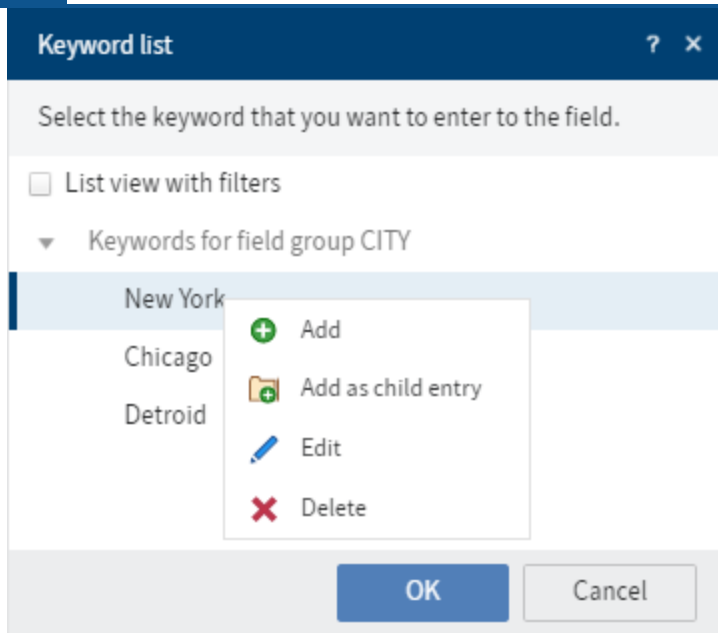 Keyword list ? ×
Select the keyword that you want to enter to the field.
List view with filters
Keywords for field group CITY
New York
Add
Chicago
Add as child entry
Detroid
Edit
Delete
OK Cancel